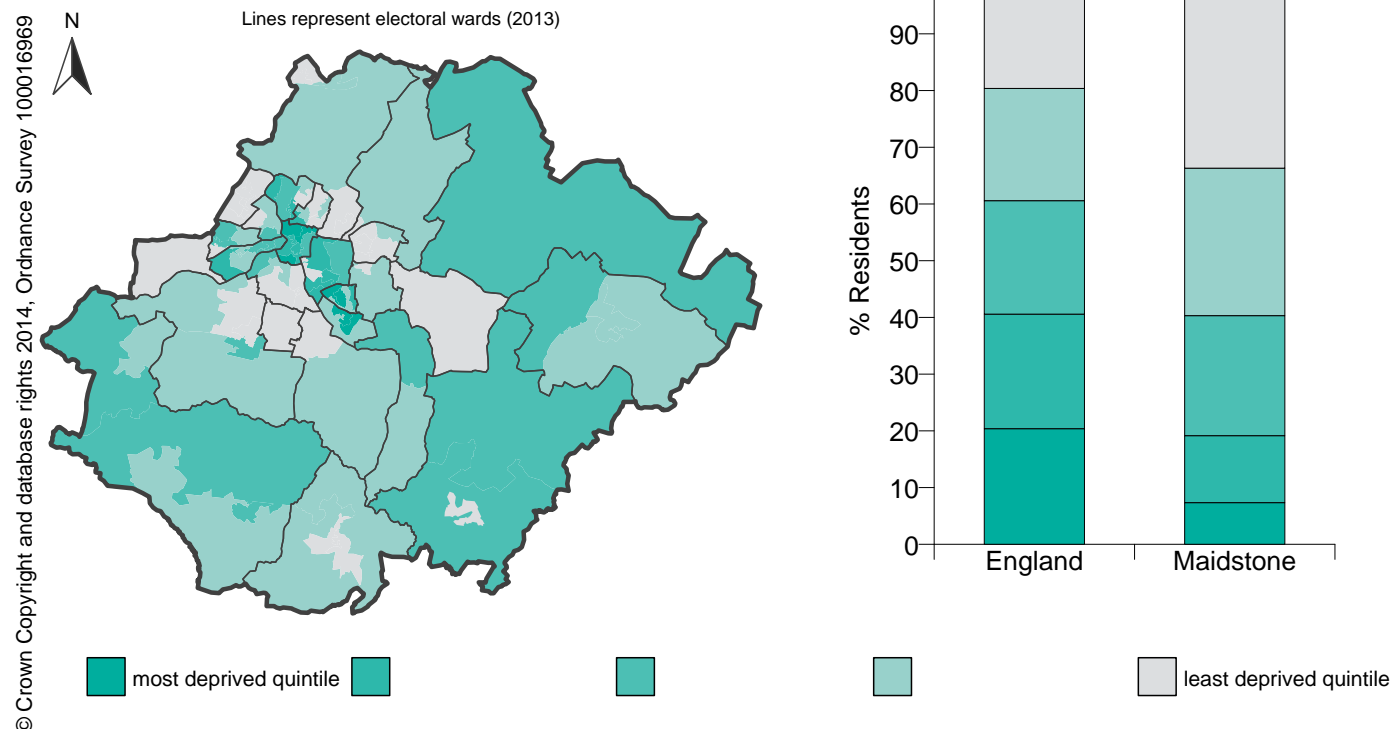 Lines represent electoral wards (2013)
N
© Crown Copyright and database rights 2014, Ordnance Survey 100016969
90
80
70
60
50
40
30
20
10
0
% Residents
England
Maidstone
most deprived quintile
least deprived quintile